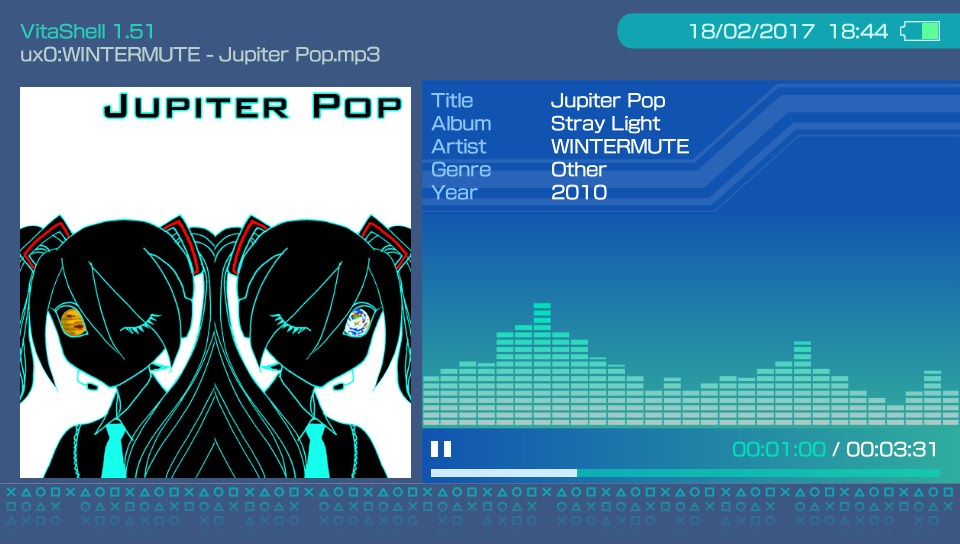 VitaShell 1.51
18/02/2017 18:44
ux0:WINTERMUTE - Jupiter Pop.mp3
Jupiter Pop
Title Jupiter Pop
Album Stray Light
Artist WINTERMUTE
Genre Other
Year 2010
00:01:00 / 00:03:31